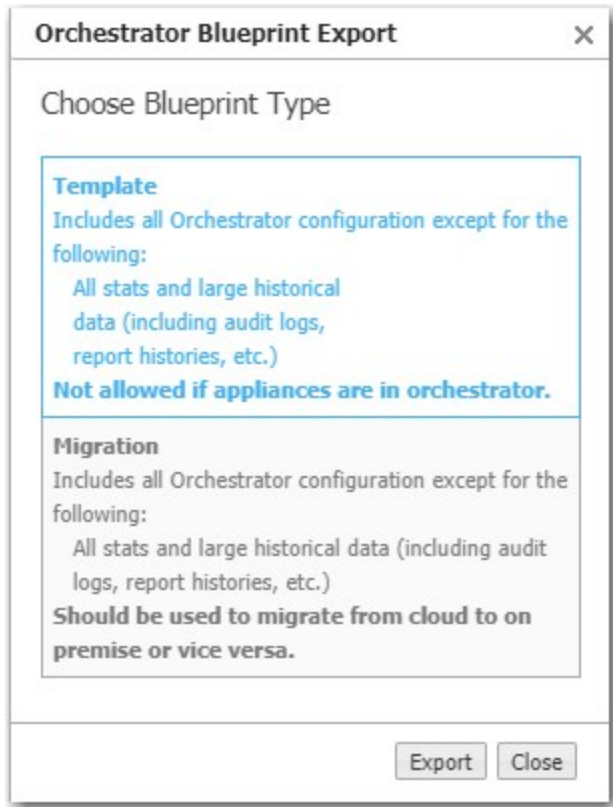 Orchestrator Blueprint Export
Choose Blueprint Type
Template
Includes all Orchestrator configuration except for the
following:
All stats and large historical
data (including audit logs,
report histories, etc.)
Not allowed if appliances are in orchestrator.
Migration
Includes all Orchestrator configuration except for the
following:
All stats and large historical data (including audit
logs, report histories, etc.)
Should be used to migrate from cloud to on
premise or vice versa.
Export Close